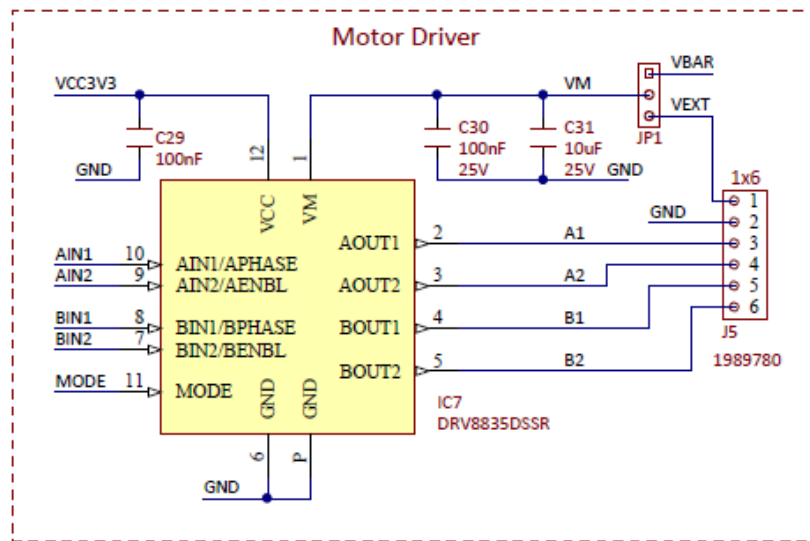 Motor Driver
VCC3V3
VM
VBAR
VEXT
JP1
C29
100nF
GND
12
1
C30
100nF
25V
C31
10uF
25V
GND
1x6
VCC
VM
GND
1
2
3
4
5
6
AIN1 10 AIN1/APHASE
AIN2 9 AIN2/AENBL
BIN1 8 BIN1/BPHASE
BIN2 7 BIN2/BENBL
MODE 11 MODE
AOUT1 2 A1
AOUT2 3 A2
BOUT1 4 B1
BOUT2 5 B2
J5
1989780
GND
GND
IC7
DRV8835DSSR
6
P
GND